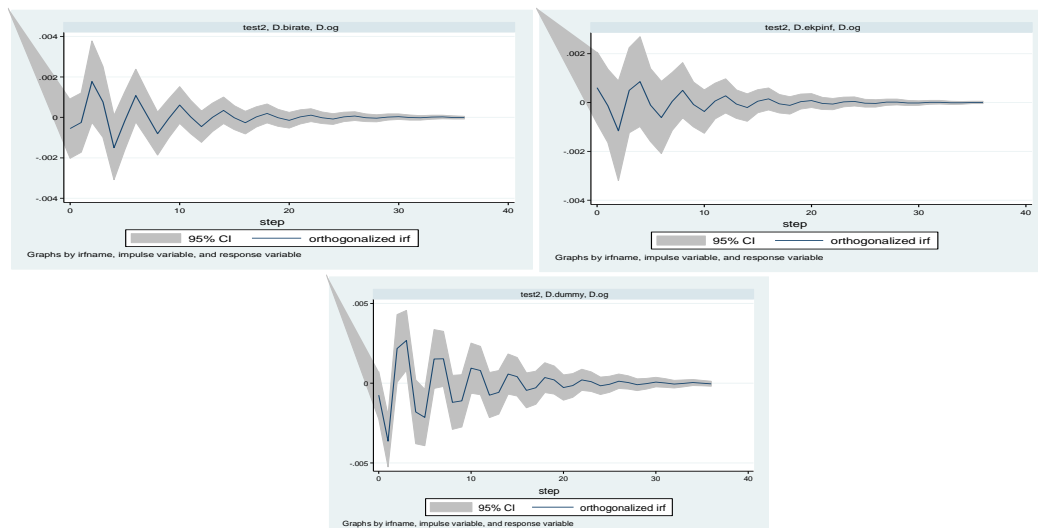 test2, D.birate, D.og
.004
.002
0
-.002
-.004
0 10 20 30 40
step
95% CI orthogonalized irf
Graphs by irfname, impulse variable, and response variable
test2, D.ekpinf, D.og
.002
0
-.002
-.004
0 10 20 30 40
step
95% CI orthogonalized irf
Graphs by irfname, impulse variable, and response variable
test2, D.dummy, D.og
.005
0
-.005
0 10 20 30 40
step
95% CI orthogonalized irf
Graphs by irfname, impulse variable, and response variable